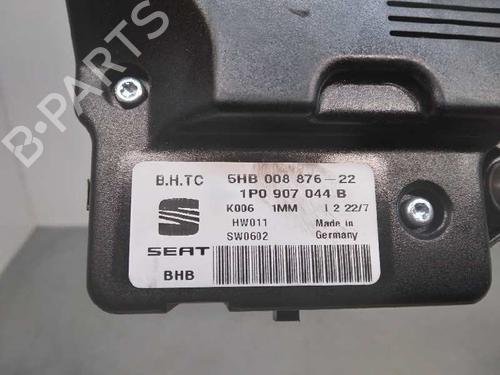 B-PARTS
B.H.TC 5HB 008 876-22
1P0 907 044 B
K006 1MM I 2 22/7
HW011 Made in
SW0602 Germany
SEAT
BHB